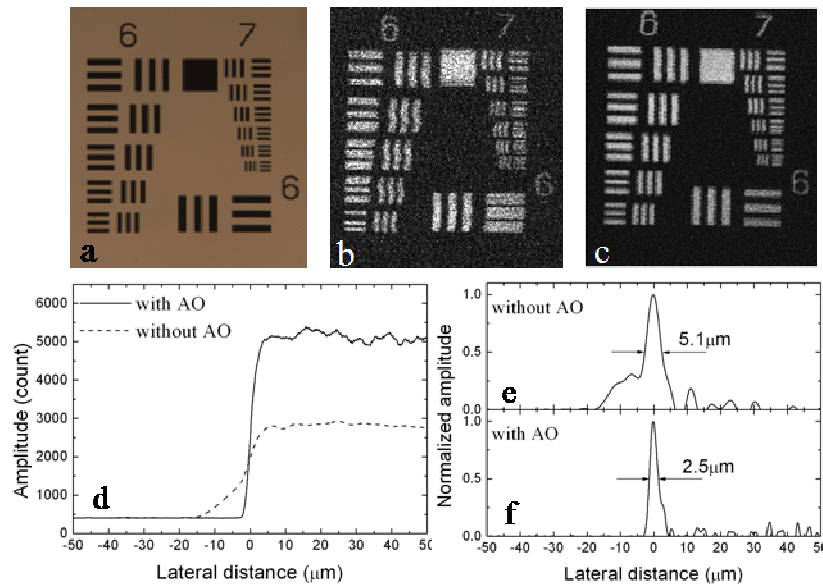 6 7
6
a
6 7
6
b
6 7
6
c
with AO
without AO
6000
5000
4000
3000
2000
1000
0
Amplitude (count)
d
-50 -40 -30 -20 -10 0 10 20 30 40 50
Lateral distance (μm)
without AO
1.0
0.5
0.0
5.1μm
e
Normalized amplitude
with AO
1.0
0.5
0.0
2.5μm
f
-50 -40 -30 -20 -10 0 10 20 30 40 50
Lateral distance (μm)